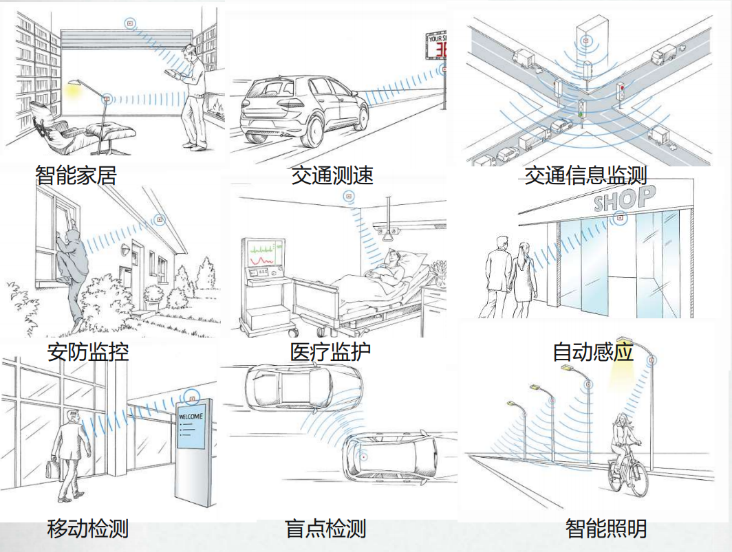 YOUR S
智能家居
交通测速
交通信息监测
SHOP
安防监控
医疗监护
自动感应
WELCOME
移动检测
盲点检测
智能照明